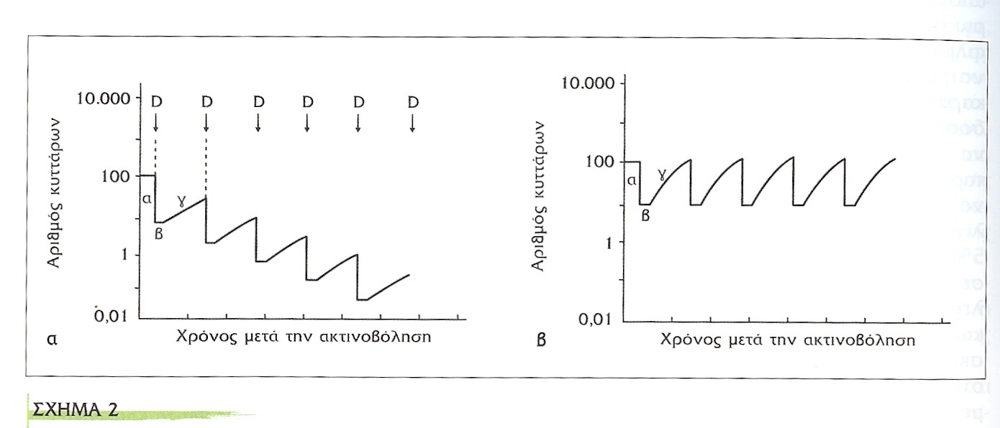 10.000
D D D D D D
100
α
γ
β
1
0,01
Αριθμός κυττάρων
Χρόνος μετά την ακτινοβόληση
α
10.000
100
α
γ
β
1
0,01
Αριθμός κυττάρων
Χρόνος μετά την ακτινοβόληση
β
ΣΧΗΜΑ 2